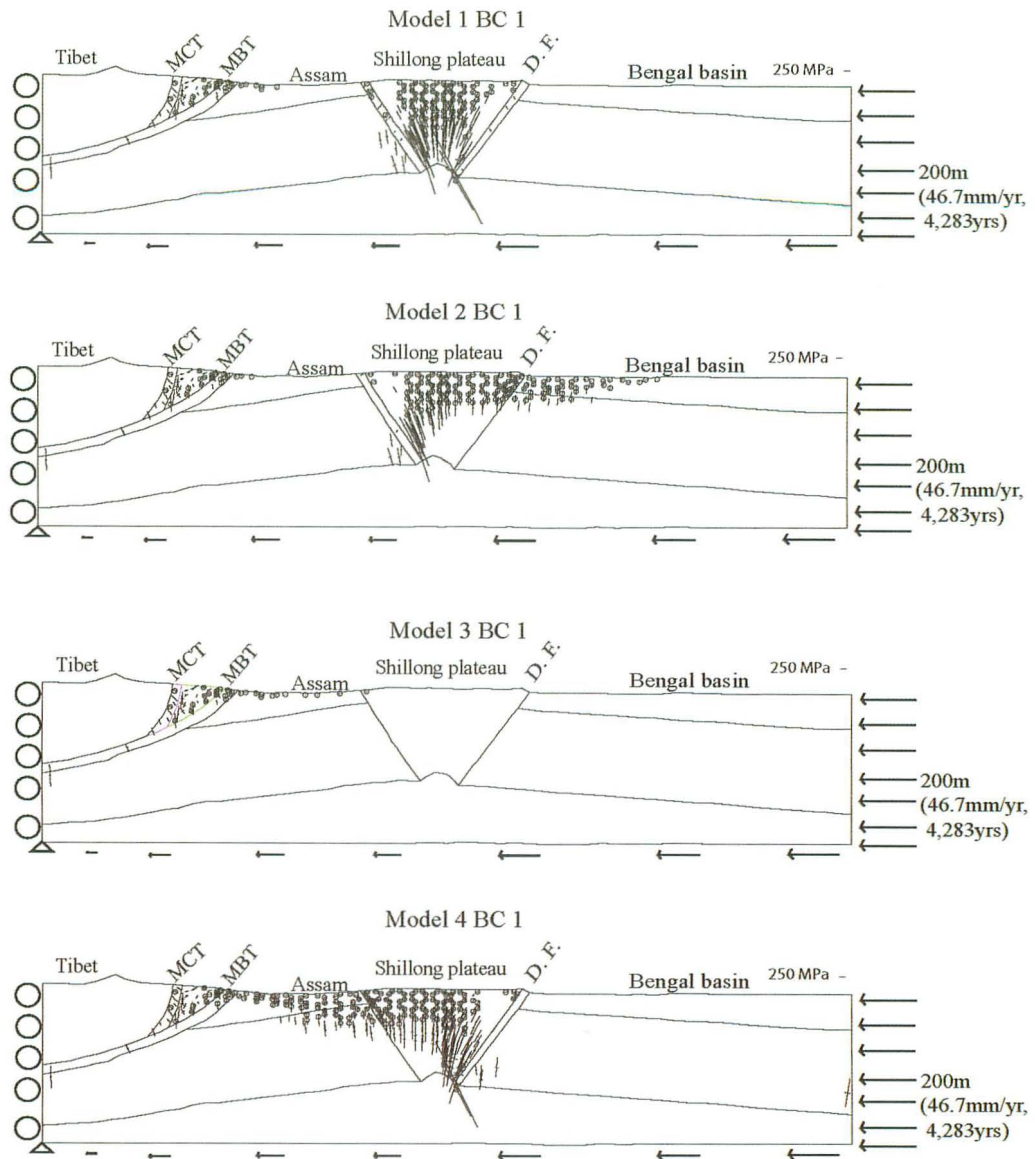 Model 1 BC 1
Tibet MCT MBT Assam Shillong plateau D. F. Bengal basin 250 MPa
200m
(46.7mm/yr,
4,283yrs)
Model 2 BC 1
Tibet MCT MBT Assam Shillong plateau D. F. Bengal basin 250 MPa
200m
(46.7mm/yr,
4,283yrs)
Model 3 BC 1
Tibet MCT MBT Assam Shillong plateau D. F. Bengal basin 250 MPa
200m
(46.7mm/yr,
4,283yrs)
Model 4 BC 1
Tibet MCT MBT Assam Shillong plateau D. F. Bengal basin 250 MPa
200m
(46.7mm/yr,
4,283yrs)